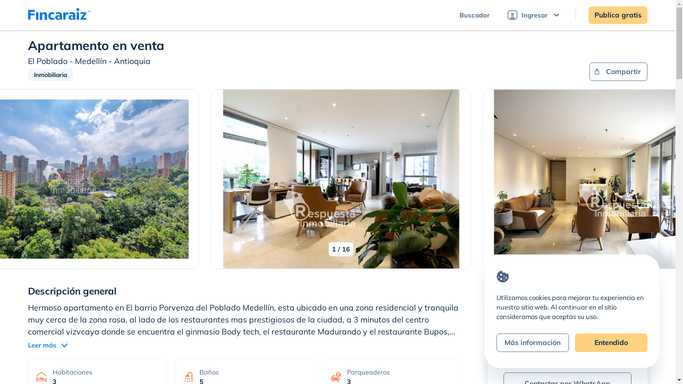 Fincaraiz
Buscador
Ingresar
Publica gratis
Apartamento en venta
El Poblado - Medellín - Antioquia
Inmobiliaria
Compartir
Respuesta
Inmobiliaria
1 / 16
Descripción general
Hermoso apartamento en El barrio Porvenza del Poblado Medellín, esta ubicado en una zona residencial y tranquila
muy cerca de la zona rosa, al lado de los restaurantes mas prestigiosos de la ciudad, a 3 minutos del centro
comercial vizvcaya donde se encuentra el ginmasio Body tech, el restaurante Madurando y el restaurante Bupos,...
Leer más
Habitaciones
3
Baños
5
Parqueaderos
3
Utilizamos cookies para mejorar tu experiencia en
nuestro sitio web. Al continuar en el sitio
consideramos que aceptas su uso.
Más información
Entendido
Contactar por WhatsApp